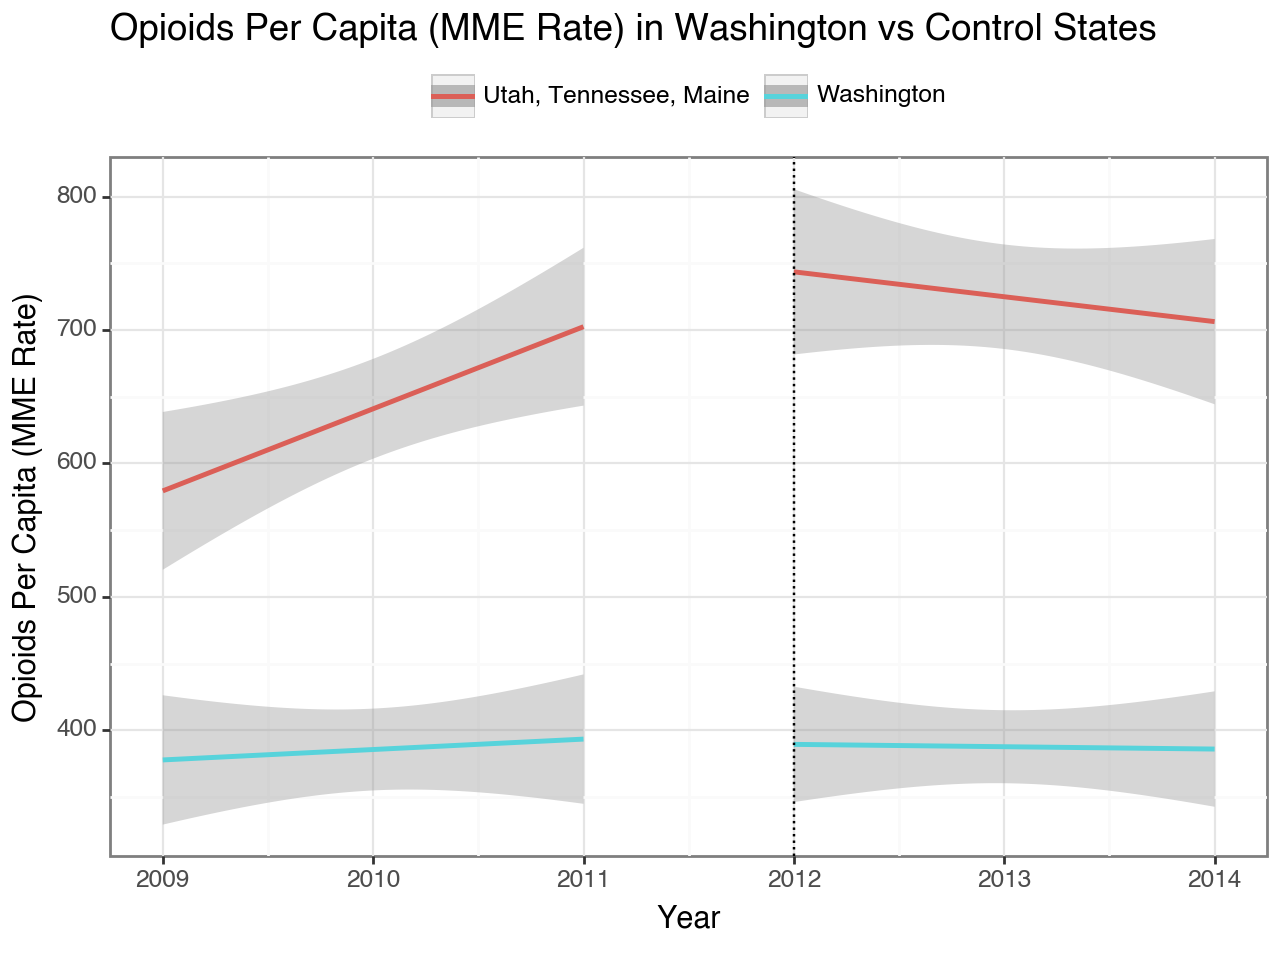 Opioids Per Capita (MME Rate) in Washington vs Control States
Utah, Tennessee, Maine
Washington
Opioids Per Capita (MME Rate)
800
700
600
500
400
2009
2010
2011
2012
2013
2014
Year